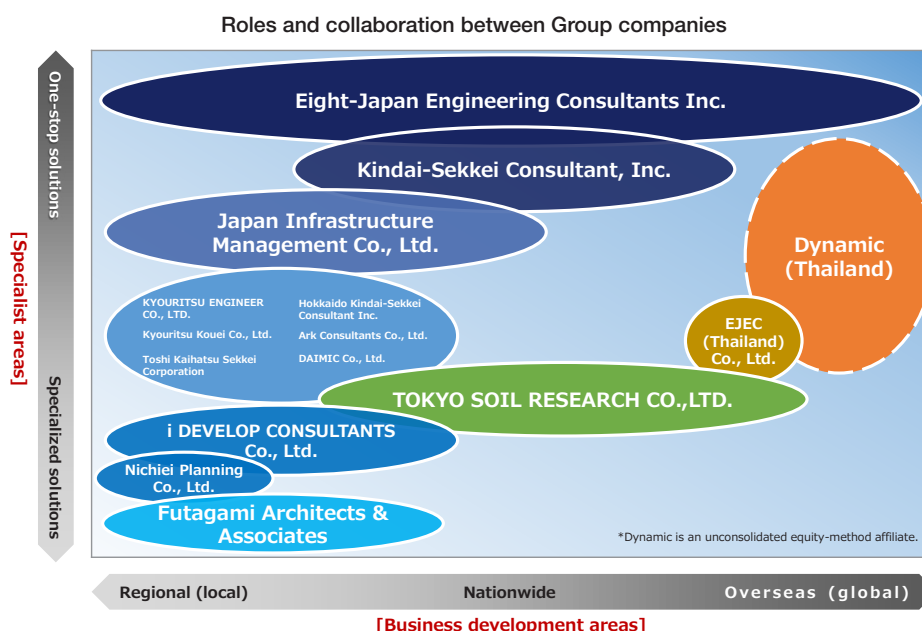 Roles and collaboration between Group companies
One-stop solutions
Specialized solutions
[Specialist areas]
Eight-Japan Engineering Consultants Inc.
Kindai-Sekkei Consultant, Inc.
Japan Infrastructure
Management Co., Ltd.
Dynamic
(Thailand)
KYOURITSU ENGINEER
CO., LTD.
Hokkaido Kindai-Sekkei
Consultant Inc.
Kyouritsu Kouei Co., Ltd.
Ark Consultants Co., Ltd.
Toshi Kaihatsu Sekkei
Corporation
DAIMIC Co., Ltd.
EJEC
(Thailand)
Co., Ltd.
TOKYO SOIL RESEARCH CO.,LTD.
i DEVELOP CONSULTANTS
Co., Ltd.
Nichiei Planning
Co., Ltd.
Futagami Architects &
Associates
*Dynamic is an unconsolidated equity-method affiliate.
Regional (local)
Nationwide
Overseas (global)
[Business development areas]